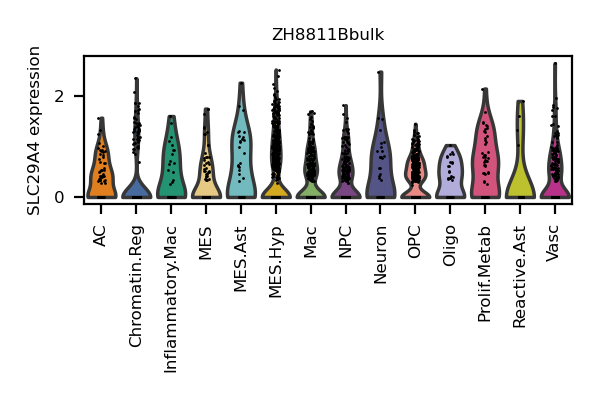 ZH8811Bbulk
SLC29A4 expression
2
0
AC
Chromatin.Reg
Inflammatory.Mac
MES
MES.Ast
MES.Hyp
Mac
NPC
Neuron
OPC
Oligo
Prolif.Metab
Reactive.Ast
Vasc